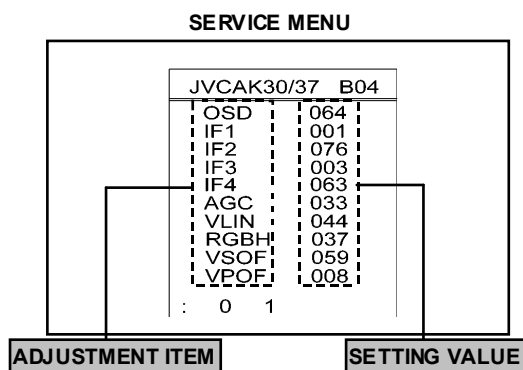 SERVICE MENU
JVCAK30/37 B04
OSD 064
IF1 001
IF2 076
IF3 003
IF4 063
AGC 033
VLIN 044
RGBH 037
VSOF 059
VPOF 008
: 0 1
ADJUSTMENT ITEM SETTING VALUE